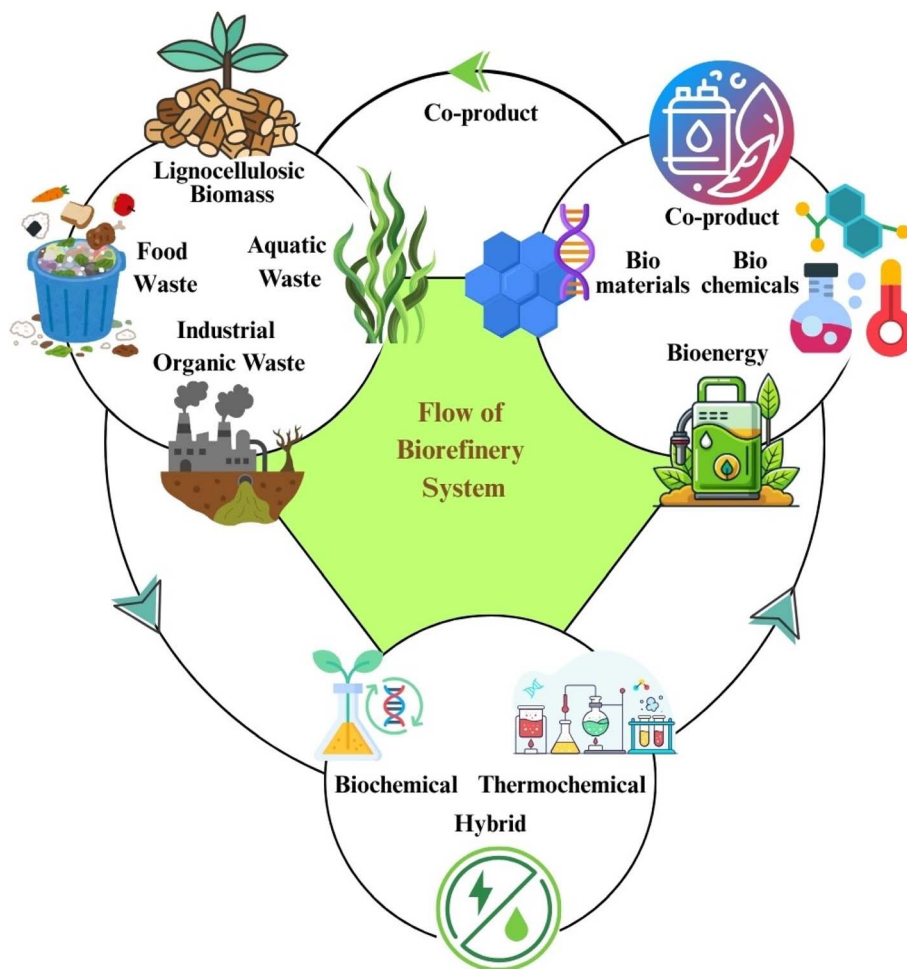 Co-product
Lignocellulosic
Biomass
Food
Waste
Aquatic
Waste
Industrial
Organic Waste
Co-product
Bio
materials
Bio
chemicals
Bioenergy
Flow of
Biorefinery
System
Biochemical
Thermochemical
Hybrid